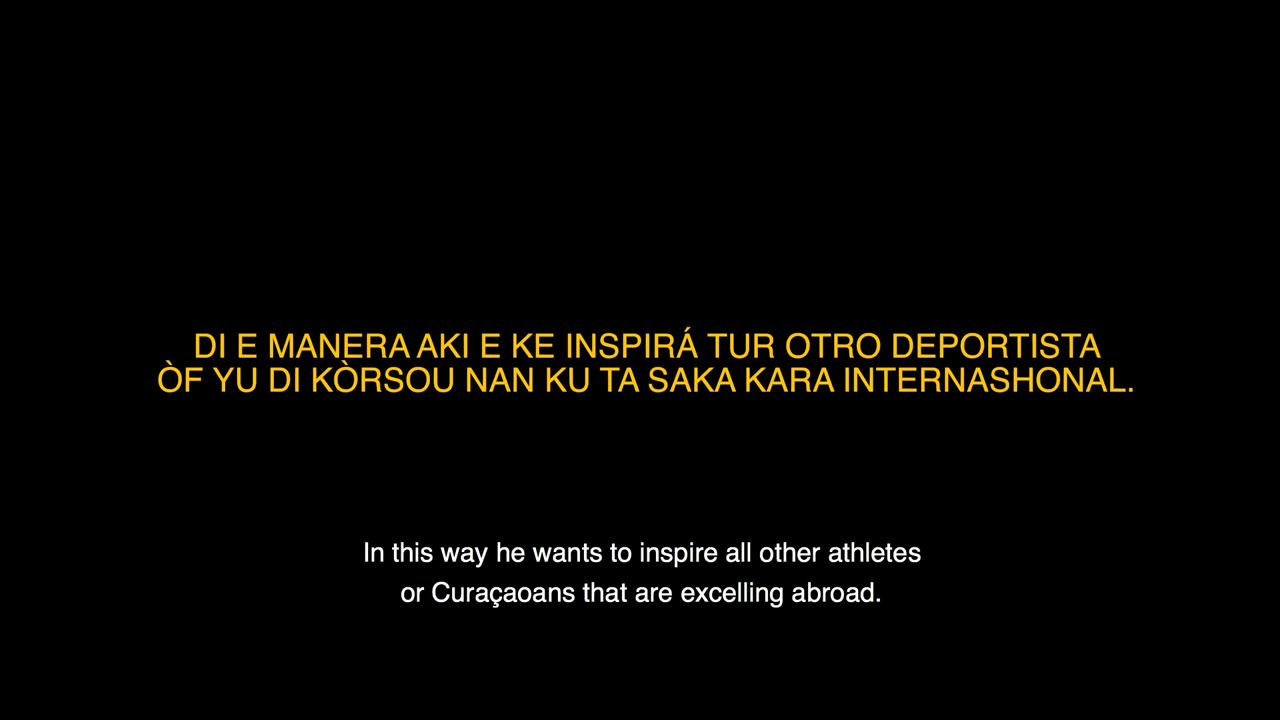 DI E MANERA AKI E KE INSPIRÁ TUR OTRO DEPORTISTA
ÒF YU DI KÒRSOU NAN KU TA SAKA KARA INTERNASHONAL.
In this way he wants to inspire all other athletes
or Curaçaoans that are excelling abroad.